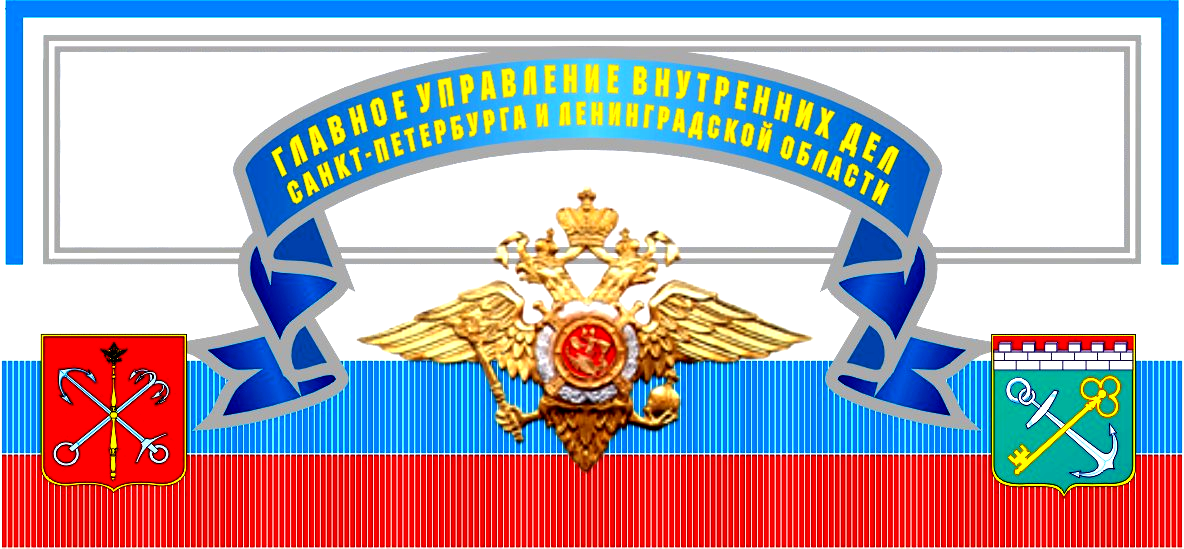 ГЛАВНОЕ УПРАВЛЕНИЕ ВНУТРЕННИХ ДЕЛ
САНКТ-ПЕТЕРБУРГА И ЛЕНИНГРАДСКОЙ ОБЛАСТИ